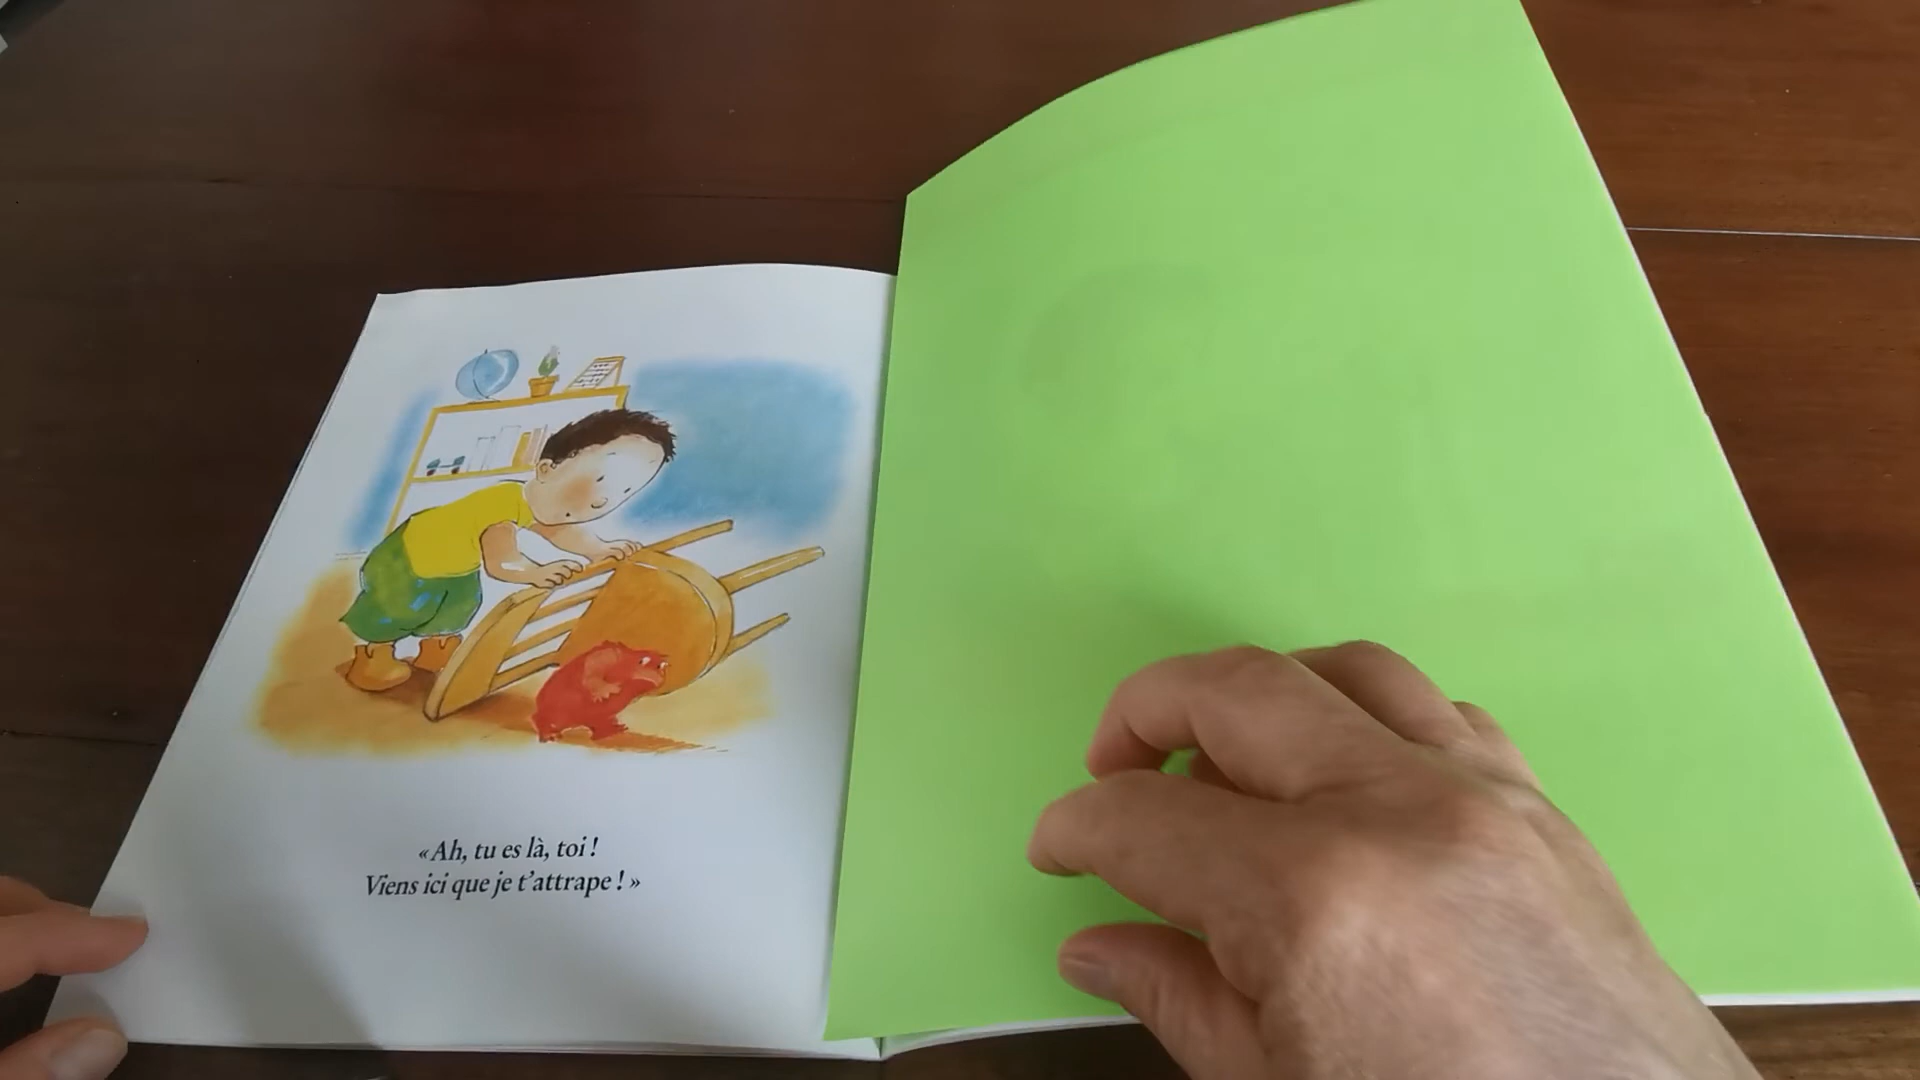 « Ah, tu es là, toi !
Viens ici que je t'attrape ! »